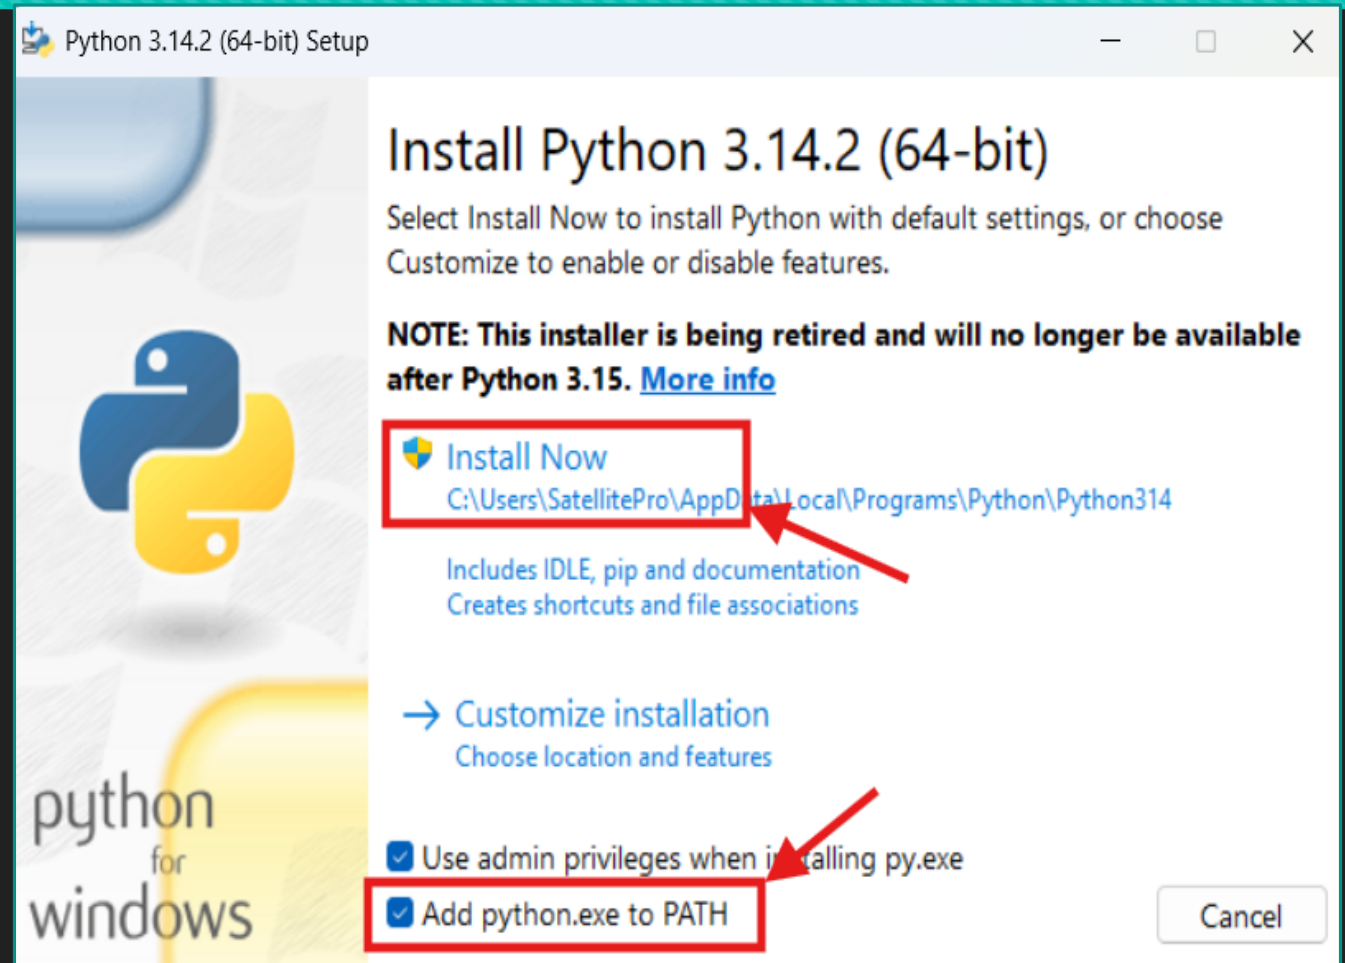 Python 3.14.2 (64-bit) Setup
Install Python 3.14.2 (64-bit)
Select Install Now to install Python with default settings, or choose
Customize to enable or disable features.
NOTE: This installer is being retired and will no longer be available
after Python 3.15. More info
Install Now
C:\Users\SatellitePro\AppData\Local\Programs\Python\Python314
Includes IDLE, pip and documentation
Creates shortcuts and file associations
Customize installation
Choose location and features
python
for
windows
Use admin privileges when installing py.exe
Add python.exe to PATH
Cancel